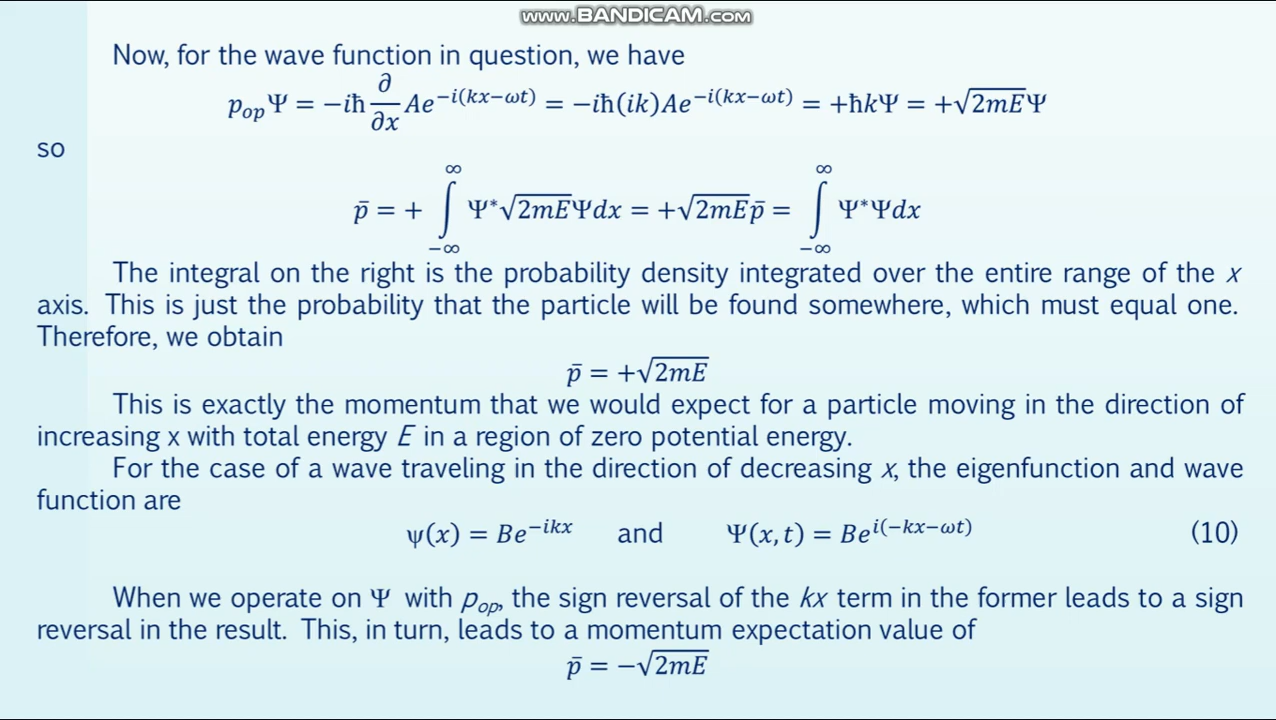 www.BANDICAM.com
Now, for the wave function in question, we have
p_{op}Ψ = −iħ ∂/∂x Ae^{−i(kx−ωt)} = −iħ(ik)Ae^{−i(kx−ωt)} = +ħkΨ = +√(2mE)Ψ
so
p̄ = + ∫_{−∞}^{∞} Ψ*√(2mE)Ψdx = +√(2mE)p̄ = ∫_{−∞}^{∞} Ψ*Ψdx
The integral on the right is the probability density integrated over the entire range of the x
axis. This is just the probability that the particle will be found somewhere, which must equal one.
Therefore, we obtain
p̄ = +√(2mE)
This is exactly the momentum that we would expect for a particle moving in the direction of
increasing x with total energy E in a region of zero potential energy.
For the case of a wave traveling in the direction of decreasing x, the eigenfunction and wave
function are
ψ(x) = Be^{−ikx} and Ψ(x, t) = Be^{i(−kx−ωt)} (10)
When we operate on Ψ with p_{op}, the sign reversal of the kx term in the former leads to a sign
reversal in the result. This, in turn, leads to a momentum expectation value of
p̄ = −√(2mE)